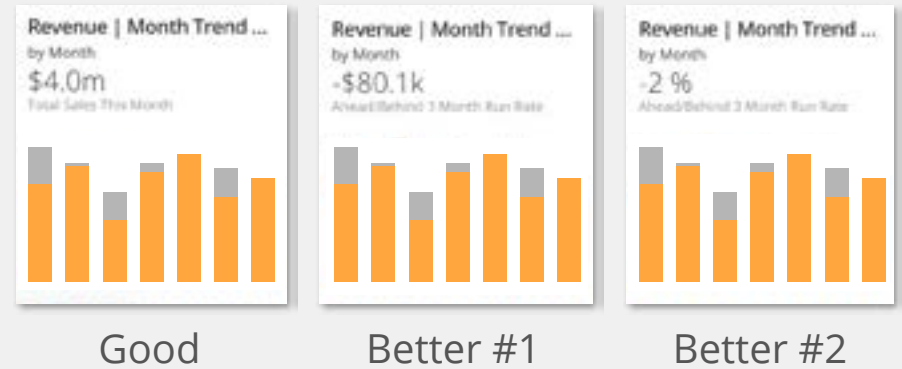 Revenue | Month Trend ...
by Month
$4.0m
Total Sales This Month
Good
Revenue | Month Trend ...
by Month
-$80.1k
Ahead/Behind 3 Month Run Rate
Better #1
Revenue | Month Trend ...
by Month
-2 %
Ahead/Behind 3 Month Run Rate
Better #2